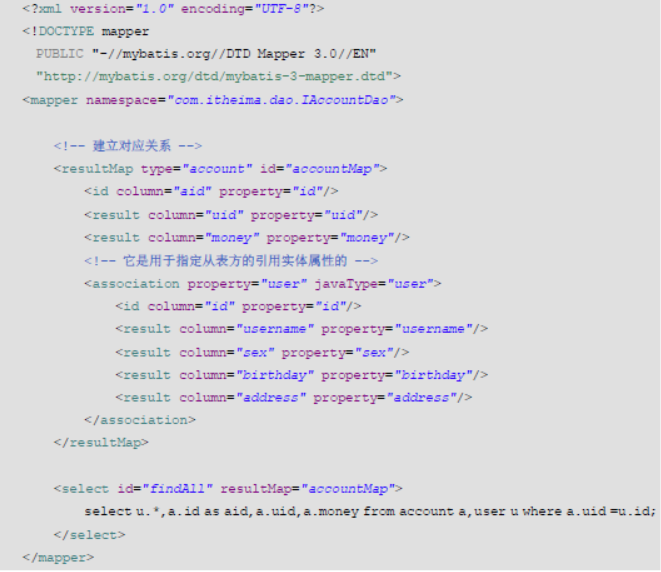 <?xml version="1.0" encoding="UTF-8"?>
<!DOCTYPE mapper
PUBLIC "-//mybatis.org//DTD Mapper 3.0//EN"
"http://mybatis.org/dtd/mybatis-3-mapper.dtd">
<mapper namespace="com.itheima.dao.IAccountDao">
<!-- 建立对应关系 -->
<resultMap type="account" id="accountMap">
<id column="aid" property="id"/>
<result column="uid" property="uid"/>
<result column="money" property="money"/>
<!-- 它是用于指定从表方的引用实体属性的 -->
<association property="user" javaType="user">
<id column="id" property="id"/>
<result column="username" property="username"/>
<result column="sex" property="sex"/>
<result column="birthday" property="birthday"/>
<result column="address" property="address"/>
</association>
</resultMap>
<select id="findAll" resultMap="accountMap">
select u.*,a.id as aid,a.uid,a.money from account a,user u where a.uid =u.id;
</select>
</mapper>